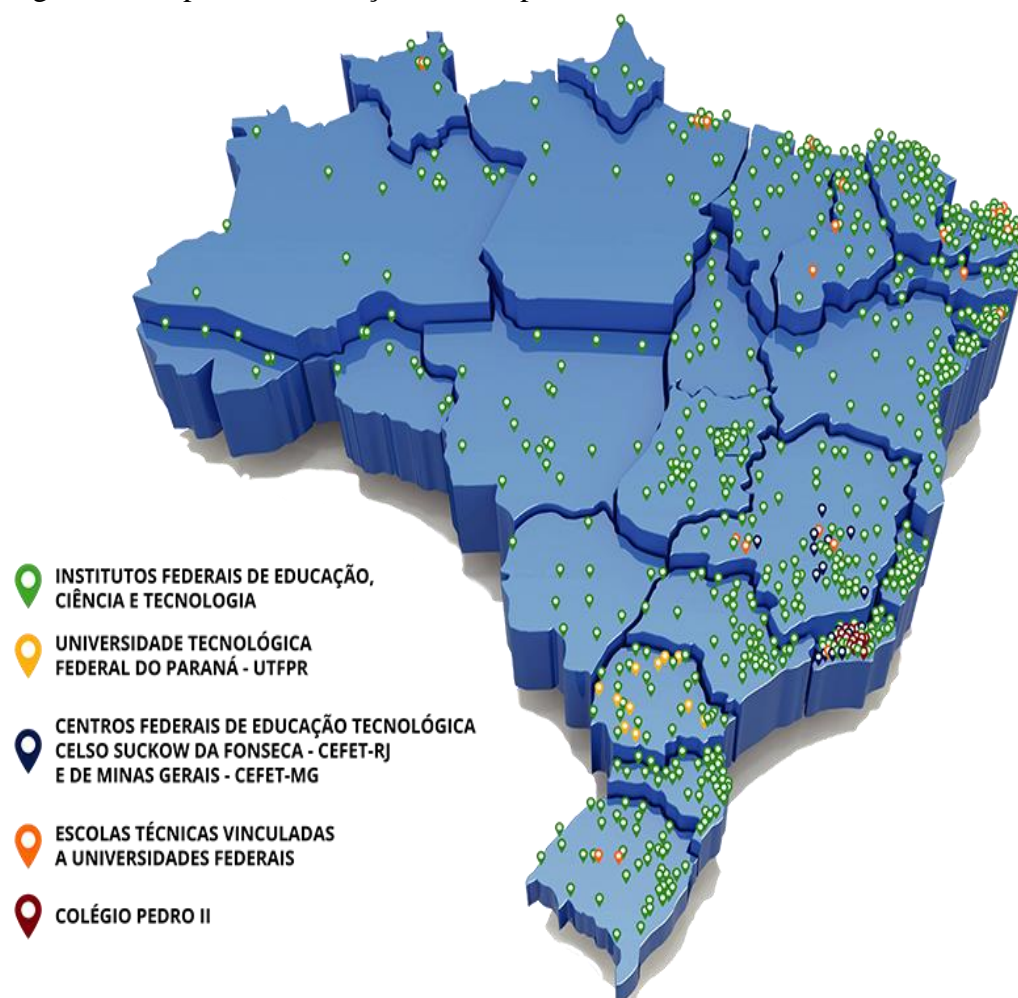 INSTITUTOS FEDERAIS DE EDUCAÇÃO,
CIÊNCIA E TECNOLOGIA
UNIVERSIDADE TECNOLÓGICA
FEDERAL DO PARANÁ - UTFPR
CENTROS FEDERAIS DE EDUCAÇÃO TECNOLÓGICA
CELSO SUCKOW DA FONSECA - CEFET-RJ
E DE MINAS GERAIS - CEFET-MG
ESCOLAS TÉCNICAS VINCULADAS
A UNIVERSIDADES FEDERAIS
COLÉGIO PEDRO II